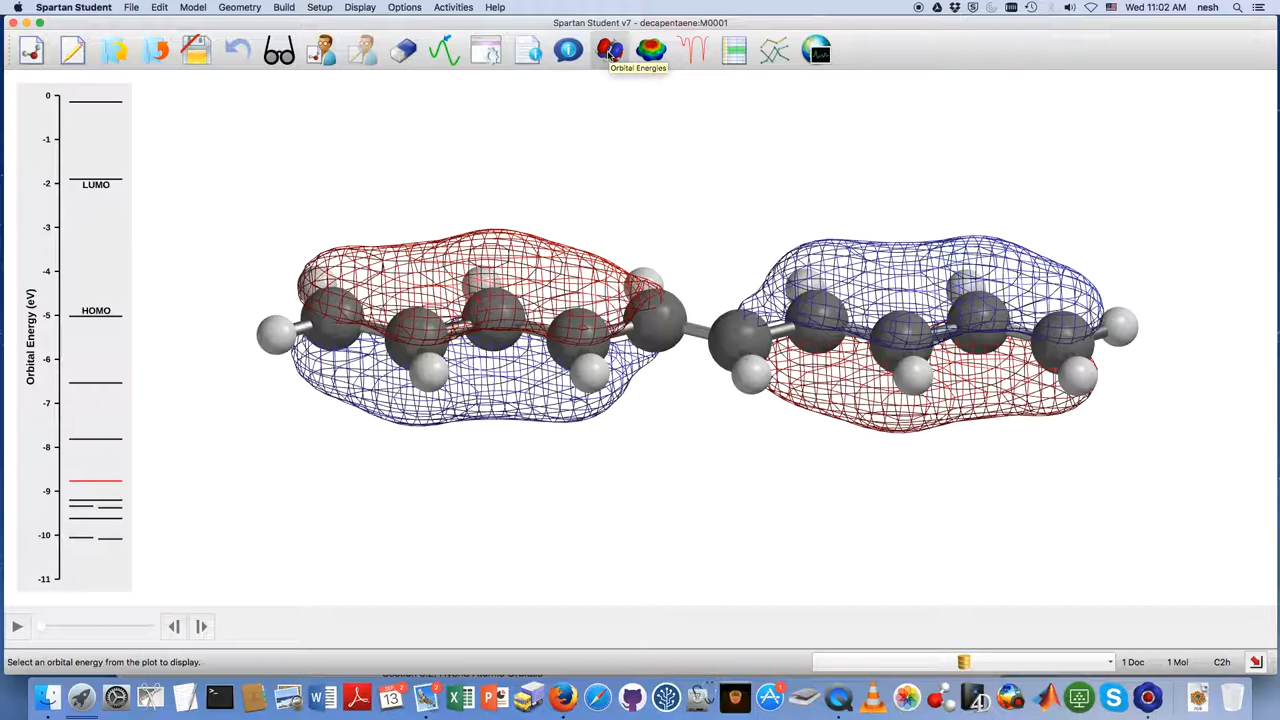 Spartan Student File Edit Model Geometry Build Setup Display Options Activities Help Wed 11:02 AM nesh
Spartan Student v7 - decapentaene:M0001
Orbital Energies
0
-1
-2
LUMO
-3
-4
HOMO
-5
-6
-7
-8
-9
-10
-11
Orbital Energy (eV)
Select an orbital energy from the plot to display.
1 Doc 1 Mol C2h